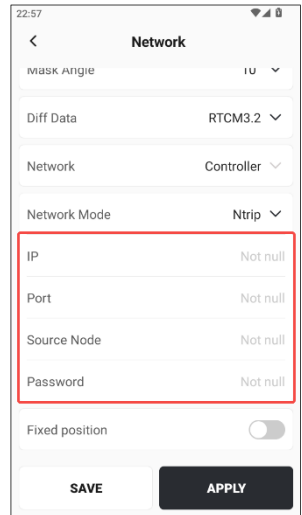 22:57
Network
Mask Angle 10
Diff Data RTCM3.2
Network Controller
Network Mode Ntrip
IP Not null
Port Not null
Source Node Not null
Password Not null
Fixed position
SAVE APPLY